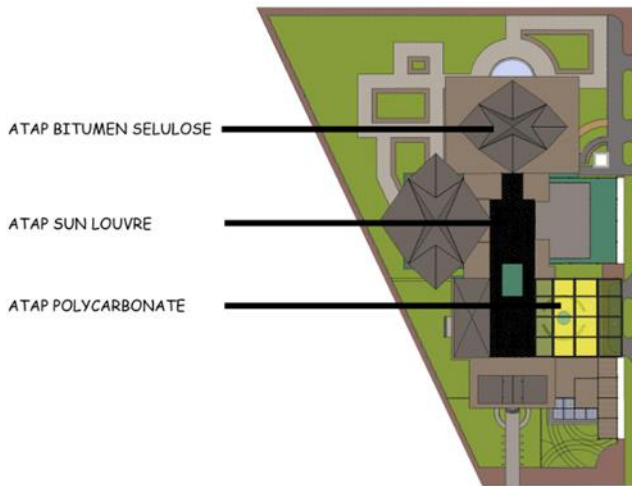 ATAP BITUMEN SELULOSE
ATAP SUN LOUVRE
ATAP POLYCARBONATE